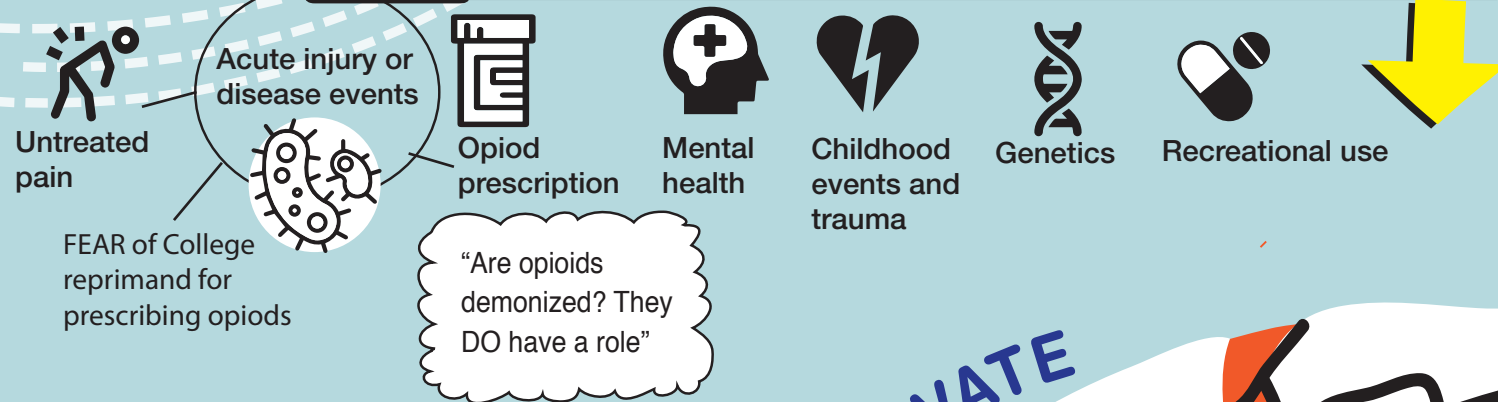 Acute injury or
disease events
Untreated
pain
Opiod
prescription
Mental
health
Childhood
events and
trauma
Genetics
Recreational use
FEAR of College
reprimand for
prescribing opiods
“Are opioids
demonized? They
DO have a role”
NATE